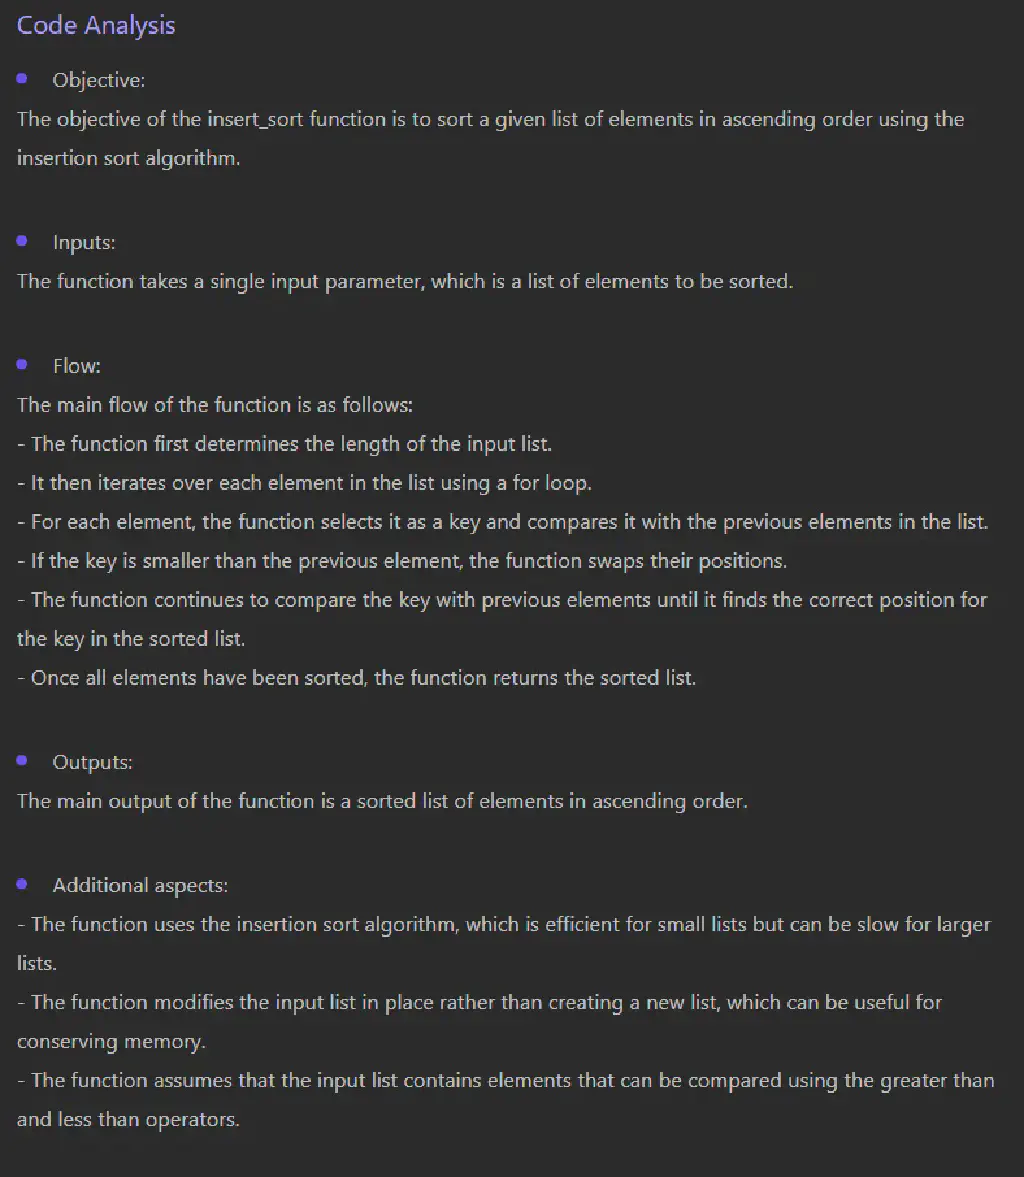 Code Analysis
Objective:
The objective of the insert_sort function is to sort a given list of elements in ascending order using the
insertion sort algorithm.
Inputs:
The function takes a single input parameter, which is a list of elements to be sorted.
Flow:
The main flow of the function is as follows:
- The function first determines the length of the input list.
- It then iterates over each element in the list using a for loop.
- For each element, the function selects it as a key and compares it with the previous elements in the list.
- If the key is smaller than the previous element, the function swaps their positions.
- The function continues to compare the key with previous elements until it finds the correct position for
the key in the sorted list.
- Once all elements have been sorted, the function returns the sorted list.
Outputs:
The main output of the function is a sorted list of elements in ascending order.
Additional aspects:
- The function uses the insertion sort algorithm, which is efficient for small lists but can be slow for larger
lists.
- The function modifies the input list in place rather than creating a new list, which can be useful for
conserving memory.
- The function assumes that the input list contains elements that can be compared using the greater than
and less than operators.